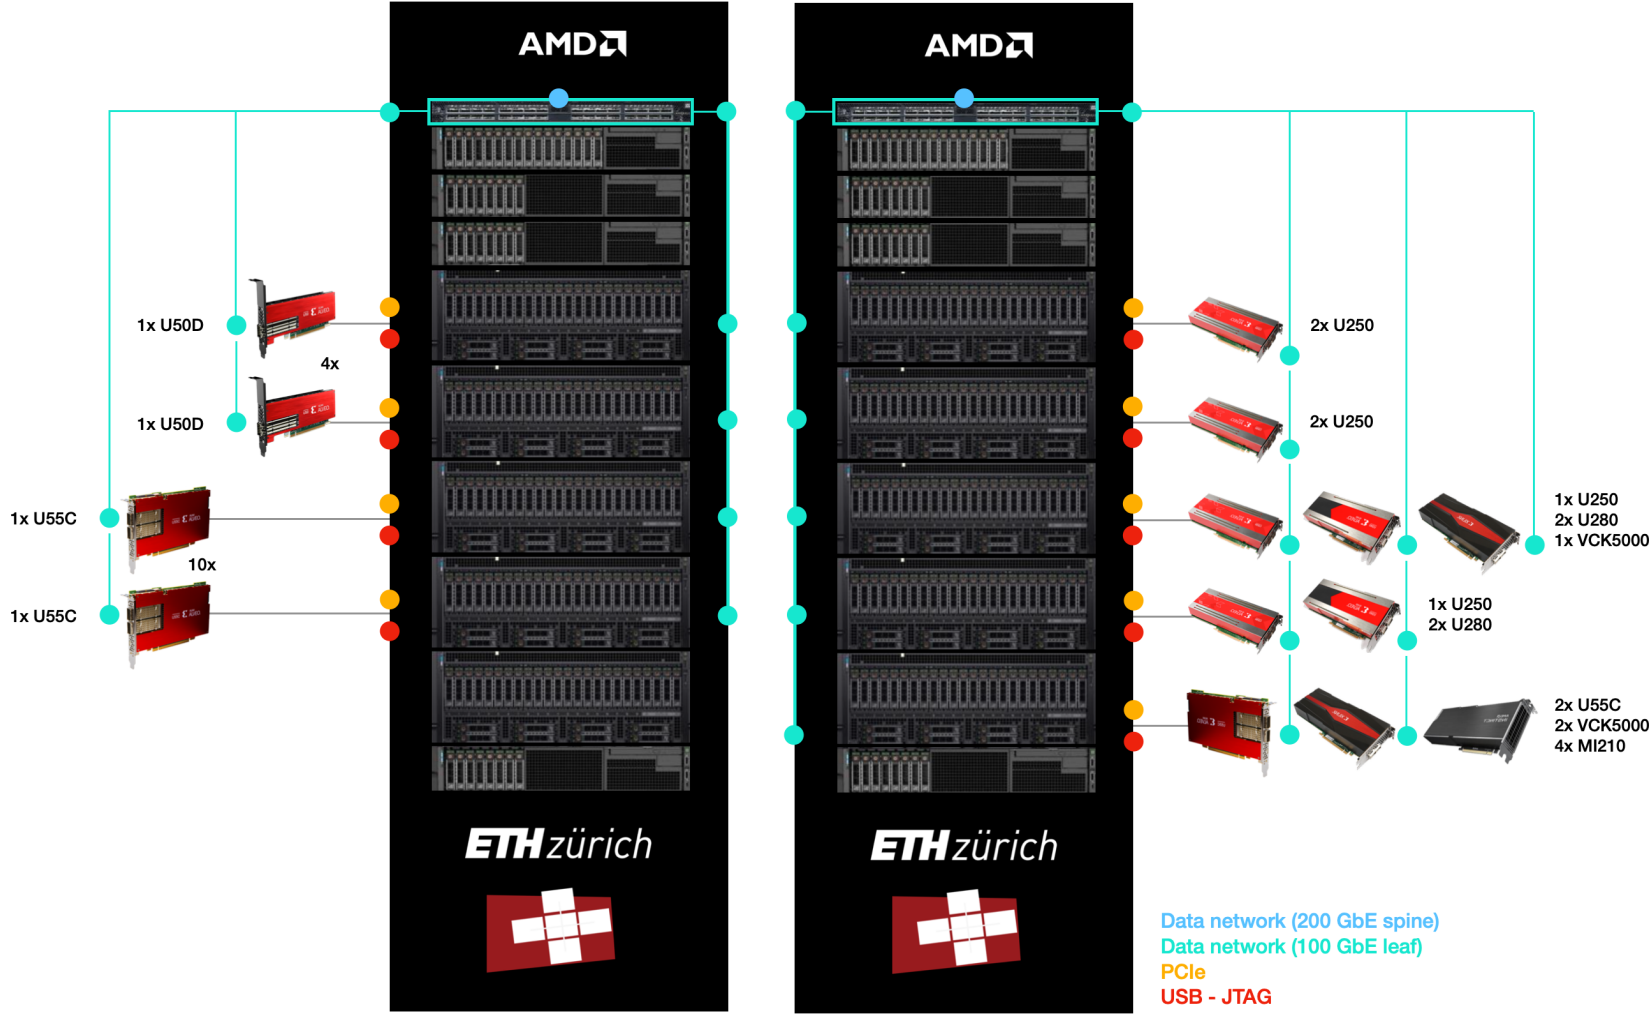 AMD
AMD
1x U50D
4x
1x U50D
1x U55C
10x
1x U55C
2x U250
2x U250
1x U250
2x U280
1x VCK5000
1x U250
2x U280
2x U55C
2x VCK5000
4x MI210
ETH zürich
ETH zürich
Data network (200 GbE spine)
Data network (100 GbE leaf)
PCIe
USB - JTAG